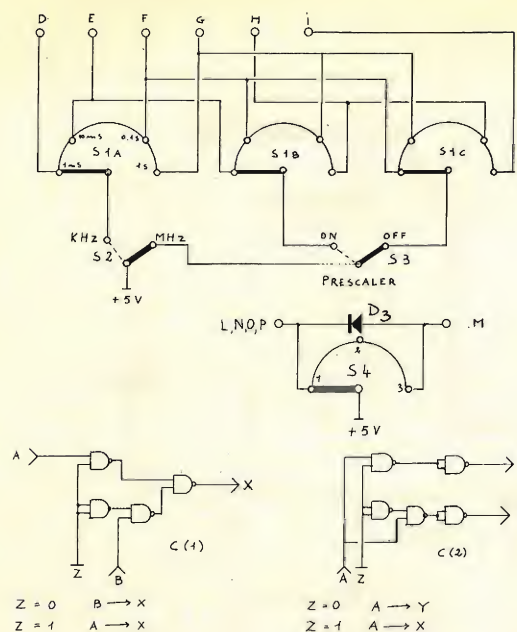 D E F G H i
10mS 0.1S
1mS S1A 1S
S1B
S1C
KHz MHz
S2
+5V
ON OFF
S3
PRESCALER
L,N,O,P D3 .M
2
1 S4 3
+5V
A X
Z B C(1)
A Z C(2)
Z = 0 B → X
Z = 1 A → X
Z = 0 A → Y
Z = 1 A → X